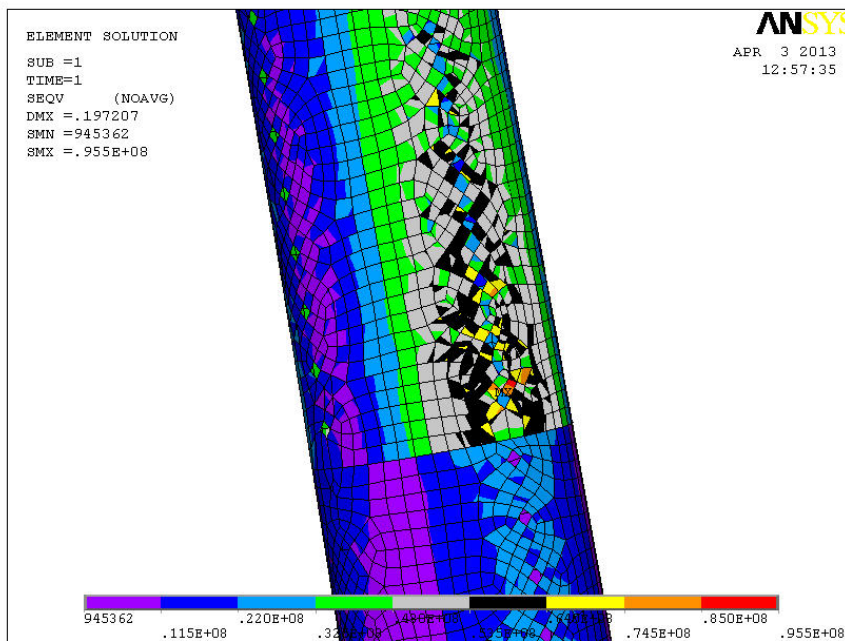 ELEMENT SOLUTION
SUB =1
TIME=1
SEQV (NOAVG)
DMX =.197207
SMN =945362
SMX =.955E+08
ANSYS
APR 3 2013
12:57:35
945362
.115E+08
.220E+08
.745E+08
.850E+08
.955E+08